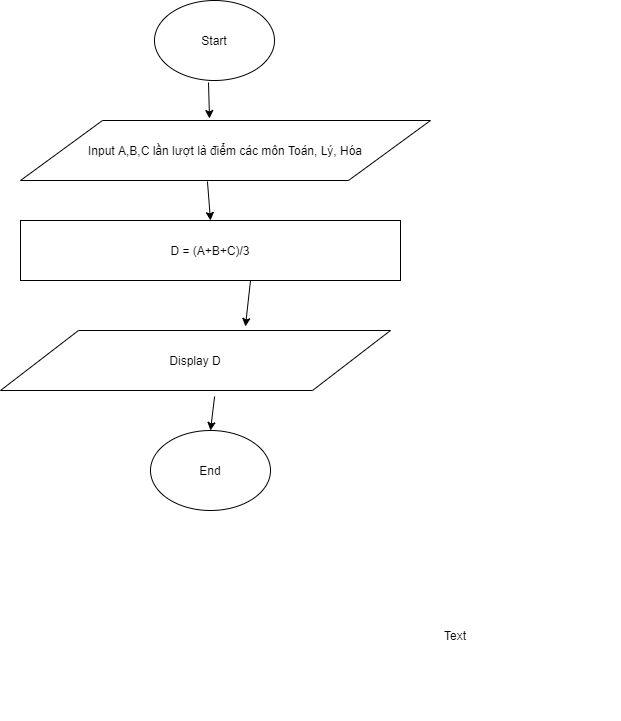 Start
Input A,B,C lần lượt là điểm các môn Toán, Lý, Hóa
D = (A+B+C)/3
Display D
End
Text